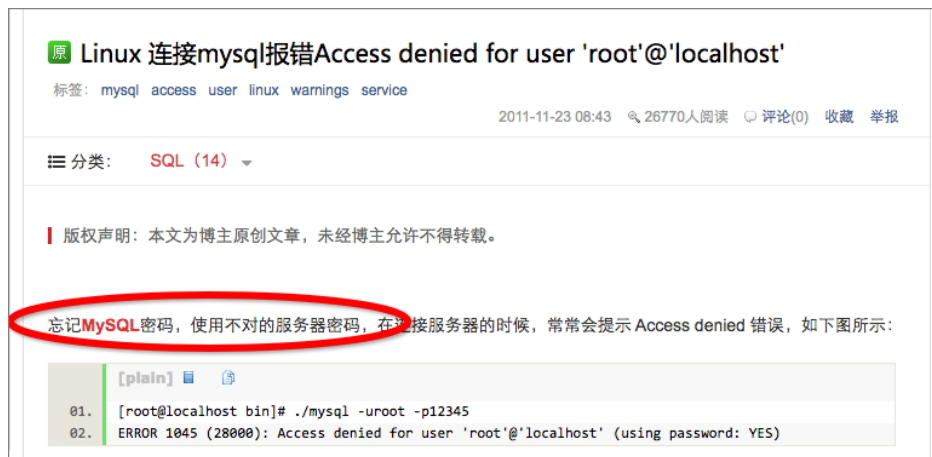 原 Linux 连接mysql报错Access denied for user 'root'@'localhost'
标签： mysql access user linux warnings service
2011-11-23 08:43 26770人阅读 评论(0) 收藏 举报
分类： SQL（14）
版权声明：本文为博主原创文章，未经博主允许不得转载。
忘记MySQL密码，使用不对的服务器密码，在连接服务器的时候，常常会提示 Access denied 错误，如下图所示：
[plain]
01. [root@localhost bin]# ./mysql -uroot -p12345
02. ERROR 1045 (28000): Access denied for user 'root'@'localhost' (using password: YES)